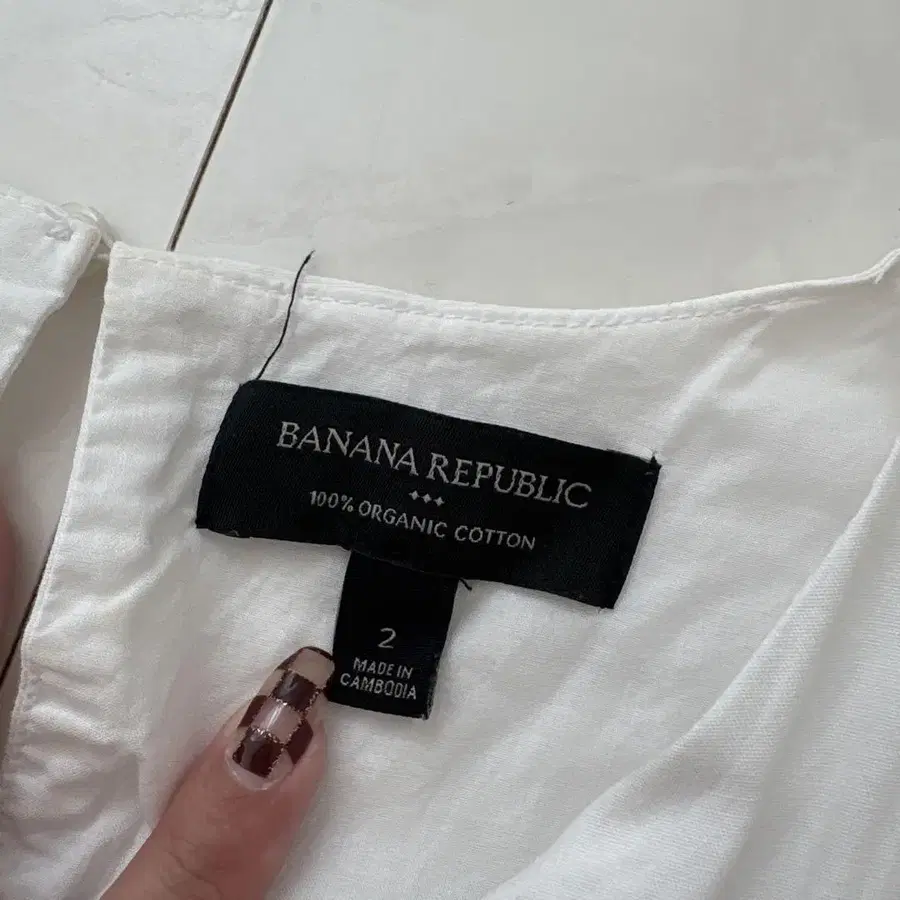 BANANA REPUBLIC
100% ORGANIC COTTON
2
MADE IN
CAMBODIA